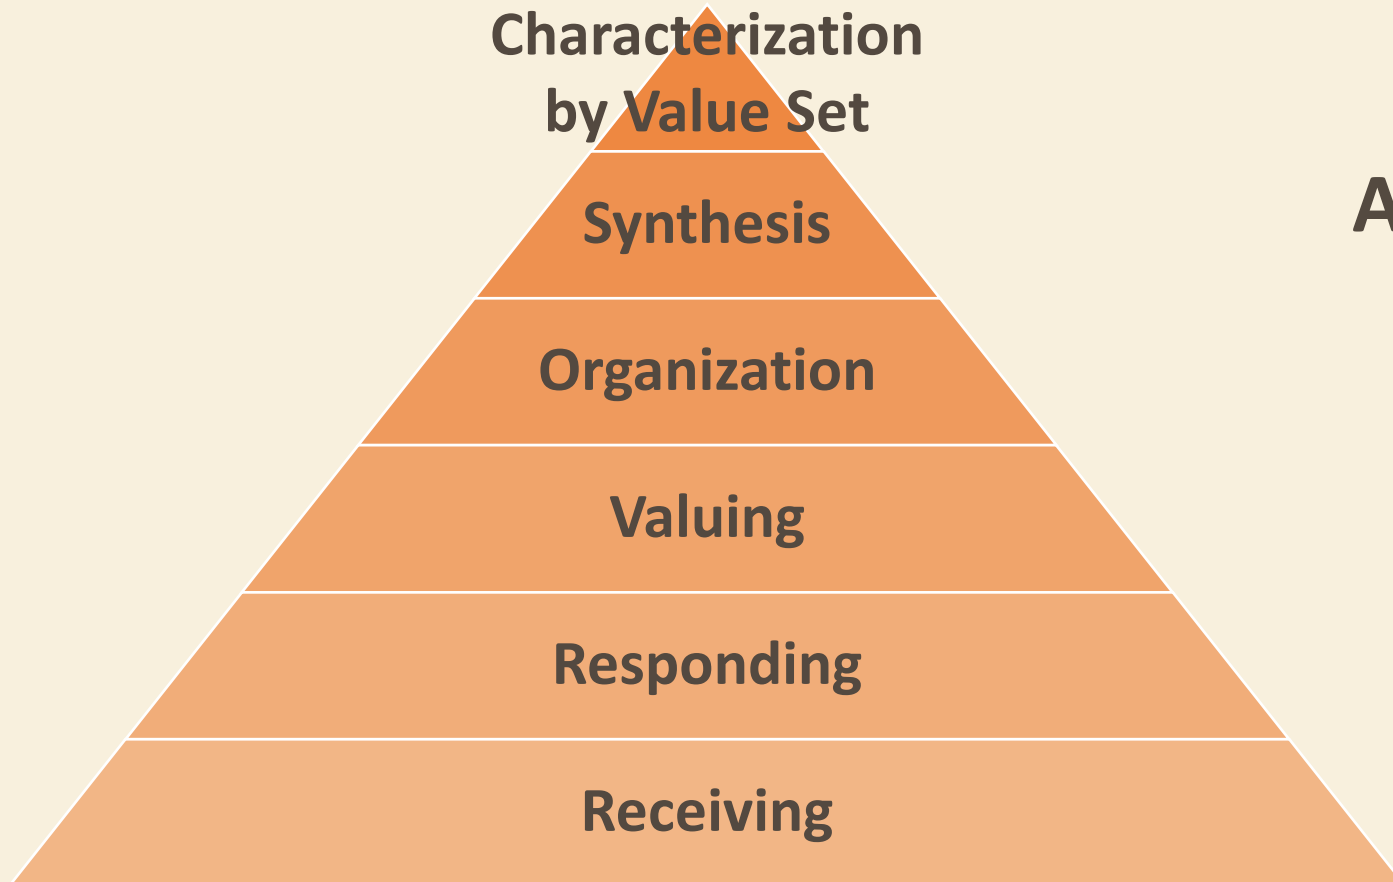 Characterization
by Value Set
A
Synthesis
Organization
Valuing
Responding
Receiving